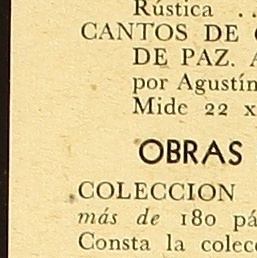 Rústica ..
CANTOS DE
DE PAZ.
por Agustín
Mide 22 x
OBRAS
COLECCION
más de 180 pá
Consta la colec